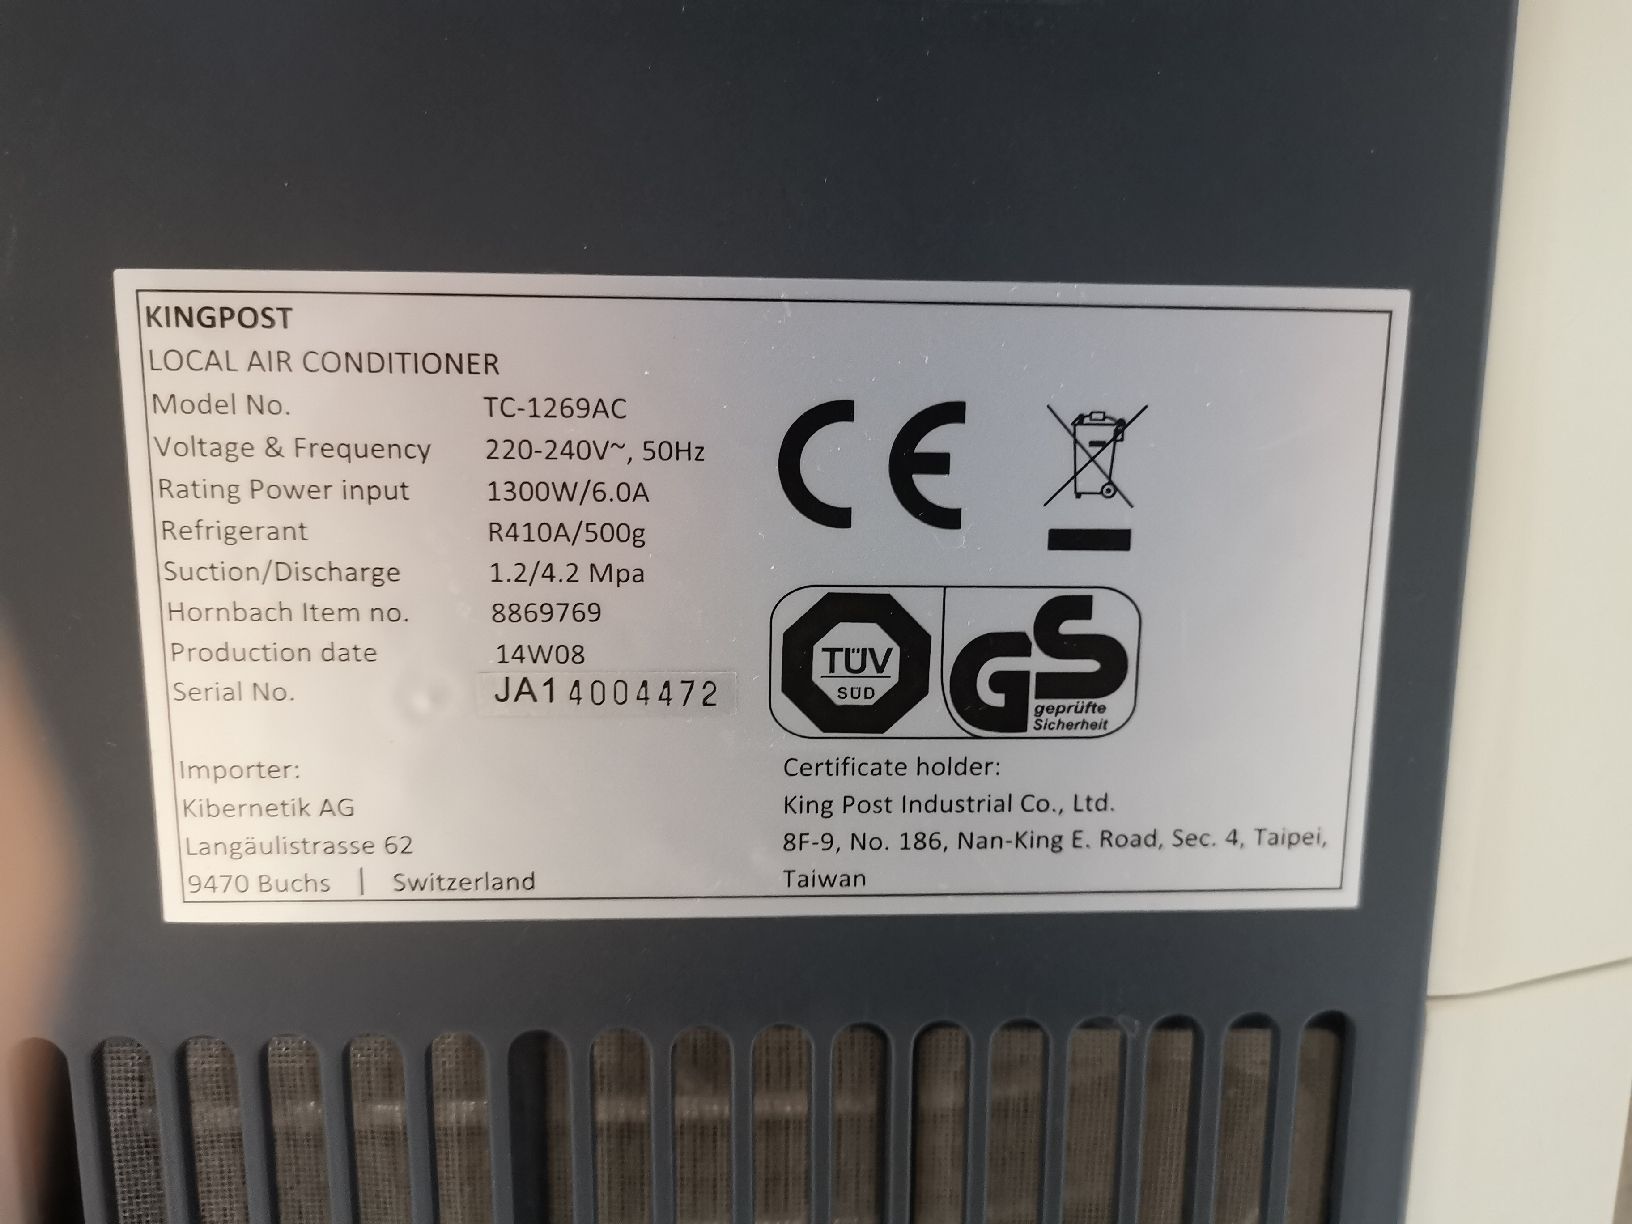 KINGPOST
LOCAL AIR CONDITIONER
Model No. TC-1269AC
Voltage & Frequency 220-240V~, 50Hz
Rating Power input 1300W/6.0A
Refrigerant R410A/500g
Suction/Discharge 1.2/4.2 Mpa
Hornbach Item no. 8869769
Production date 14W08
Serial No. JA14004472
CE
TÜV
SÜD
GS
geprüfte
Sicherheit
Importer:
Kibernetik AG
Langäulistrasse 62
9470 Buchs | Switzerland
Certificate holder:
King Post Industrial Co., Ltd.
8F-9, No. 186, Nan-King E. Road, Sec. 4, Taipei,
Taiwan